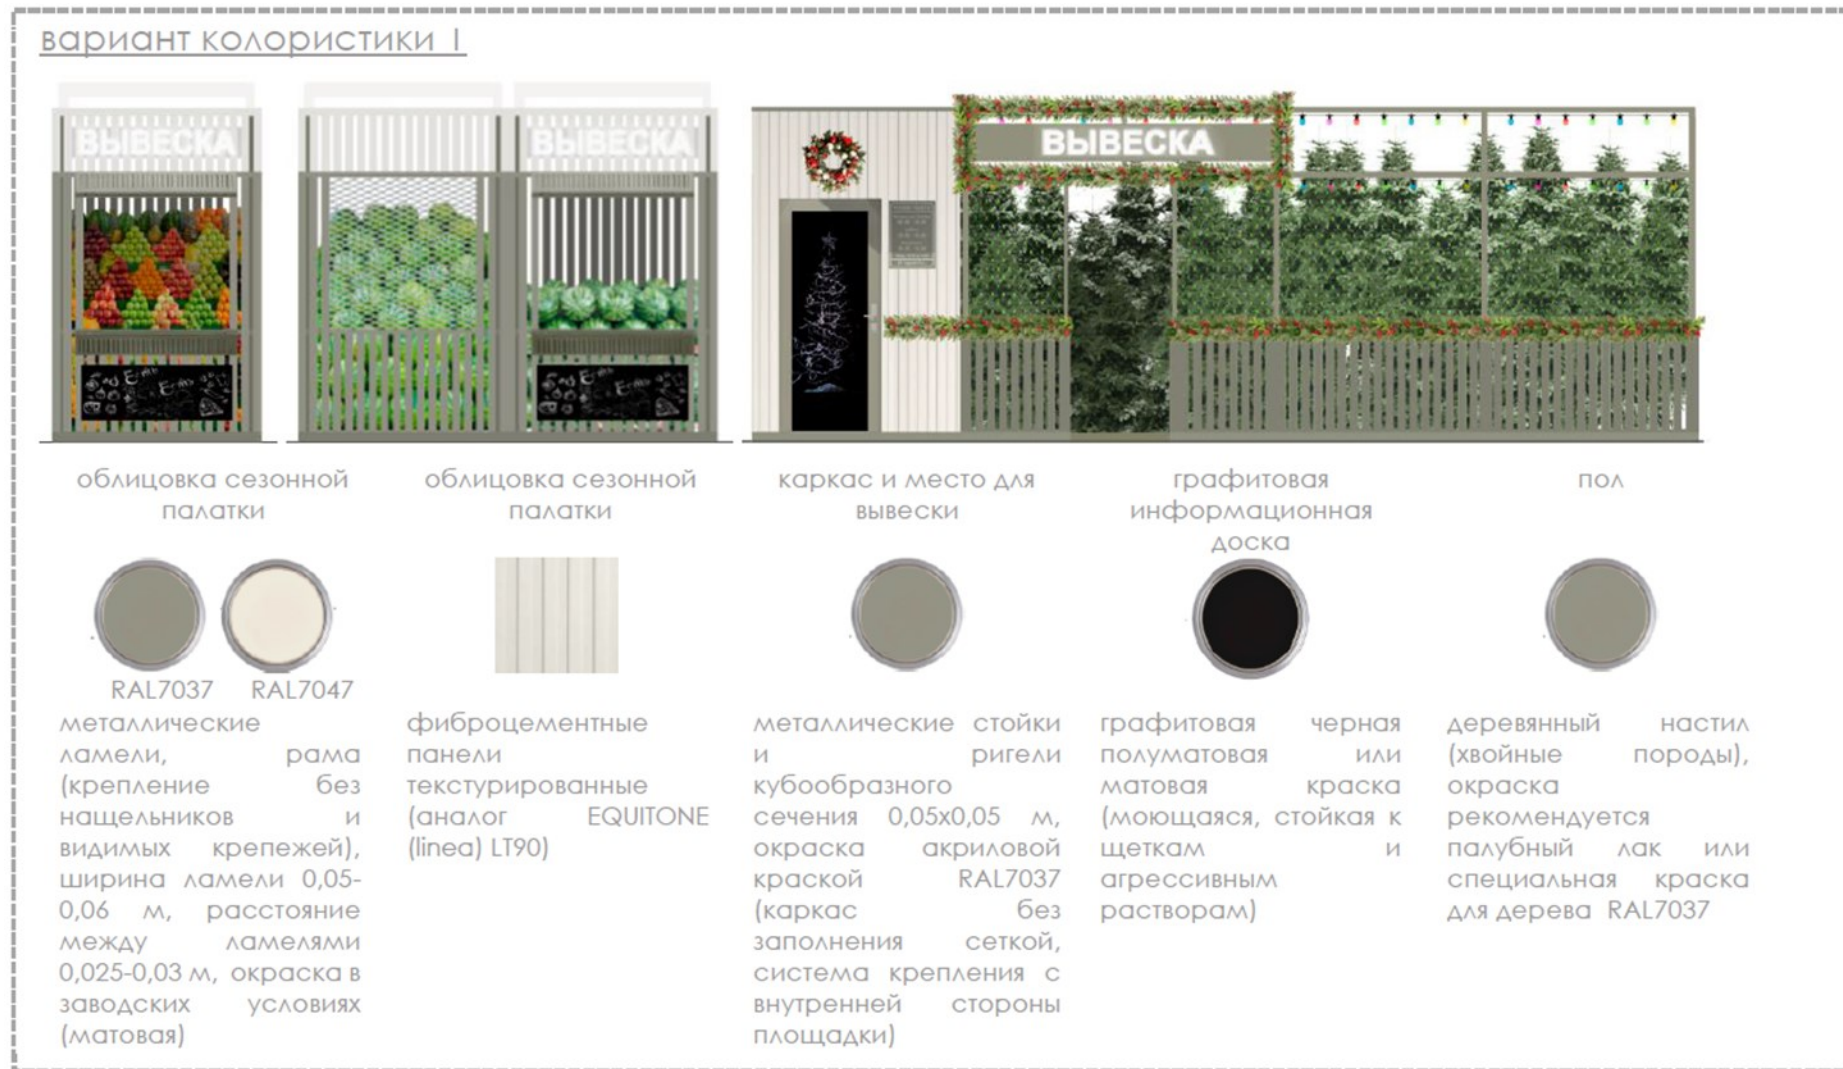 вариант колористики I
ВЫВЕСКА
ВЫВЕСКА
ВЫВЕСКА
облицовка сезонной
палатки
RAL7037 RAL7047
металлические
ламели, рама
(крепление без
нащельников и
видимых крепежей),
ширина ламели 0,05-
0,06 м, расстояние
между ламелями
0,025-0,03 м, окраска в
заводских условиях
(матовая)
облицовка сезонной
палатки
фиброцементные
панели
текстурированные
(аналог EQUITONE
(linea) LT90)
каркас и место для
вывески
металлические стойки
и ригели
кубообразного
сечения 0,05х0,05 м,
окраска акриловой
краской RAL7037
(каркас без
заполнения сеткой,
система крепления с
внутренней стороны
площадки)
графитовая
информационная
доска
графитовая черная
полуматовая или
матовая краска
(моющаяся, стойкая к
щеткам и
агрессивным
растворам)
пол
деревянный настил
(хвойные породы),
окраска
рекомендуется
палубный лак или
специальная краска
для дерева RAL7037